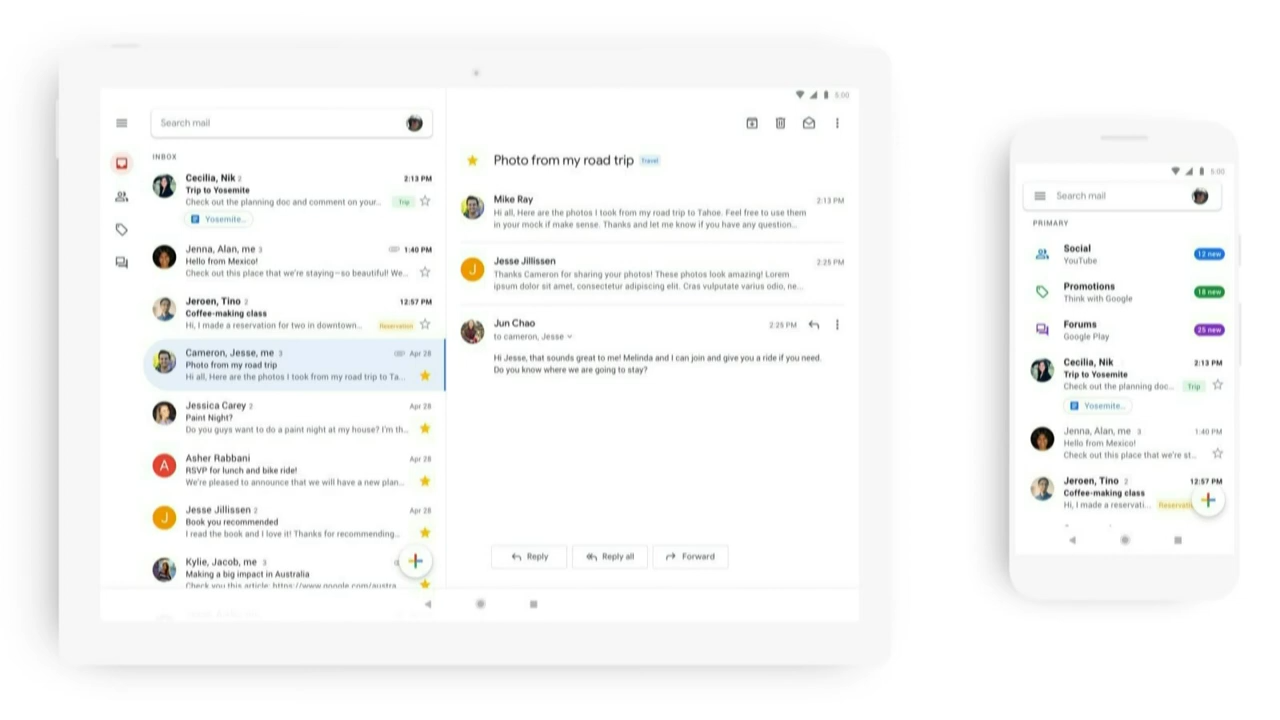 5:00
Search mail
INBOX
Cecilia, Nik 2
2:13 PM
Trip to Yosemite
Check out the planning doc and comment on your..
Trip
Yosemite..
Jenna, Alan, me 3
1:40 PM
Hello from Mexico!
Check out this place that we're staying—so beautiful! We...
Jeroen, Tino 2
12:57 PM
Coffee-making class
Hi, I made a reservation for two in downtown...
Reservation
Cameron, Jesse, me 3
Apr 28
Photo from my road trip
Hi all, Here are the photos I took from my road trip to Ta...
Jessica Carey 2
Apr 28
Paint Night?
Do you guys want to do a paint night at my house? I'm th..
A
Asher Rabbani
Apr 28
RSVP for lunch and bike ride!
We're pleased to announce that we will have a new plan..
J
Jesse Jillissen 2
Apr 28
Book you recommended
I read the book and I love it! Thanks for recommending..
Kylie, Jacob, me 3
Making a big impact in Australia
Check you this article: https://www.google.com/austra
Photo from my road trip
Travel
Mike Ray
2:13 PM
Hi all, Here are the photos I took from my road trip to Tahoe. Feel free to use them
in your mock if make sense. Thanks and let me know if you have any question...
J
Jesse Jillissen
2:25 PM
Thanks Cameron for sharing your photos! These photos look amazing! Lorem
ipsum dolor sit amet, consectetur adipiscing elit. Cras vulputate varius odio, ne...
Jun Chao
2:25 PM
to cameron, Jesse
Hi Jesse, that sounds great to me! Melinda and I can join and give you a ride if you need.
Do you know where we are going to stay?
Reply
Reply all
Forward
5:00
Search mail
PRIMARY
Social
12 new
YouTube
Promotions
18 new
Think with Google
Forums
25 new
Google Play
Cecilia, Nik
2:13 PM
Trip to Yosemite
Check out the planning doc...
Trip
Yosemite..
Jenna, Alan, me 3
1:40 PM
Hello from Mexico!
Check out this place that we're st...
Jeroen, Tino 2
12:57 PM
Coffee-making class
Hi, I made a reservati...